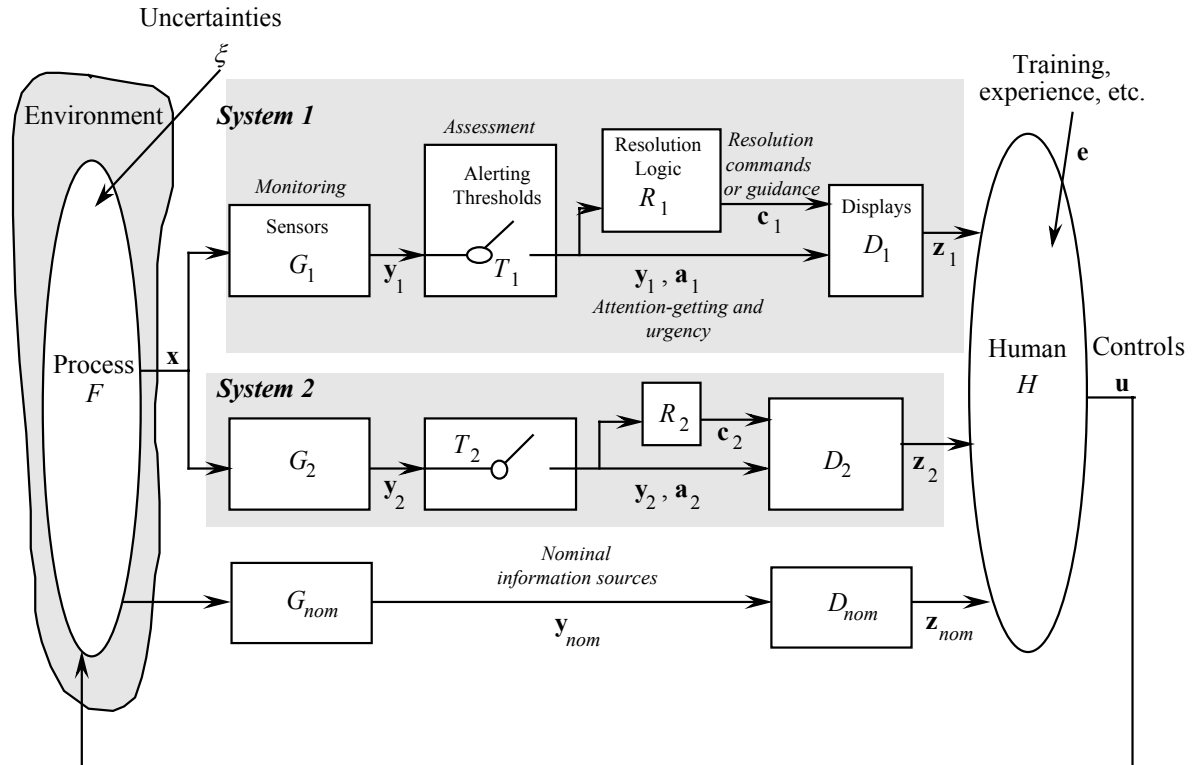 Uncertainties
ξ
Training,
experience, etc.
e
Environment
System 1
Assessment
Monitoring
Sensors
G1
y1
Alerting
Thresholds
T1
Resolution
Logic
R1
Resolution
commands
or guidance
c1
y1 , a1
Attention-getting and
urgency
Displays
D1
z1
Process
F
x
Human
H
Controls
u
System 2
G2
y2
T2
R2
c2
y2 , a2
D2
z2
Nominal
information sources
Gnom
ynom
Dnom
znom